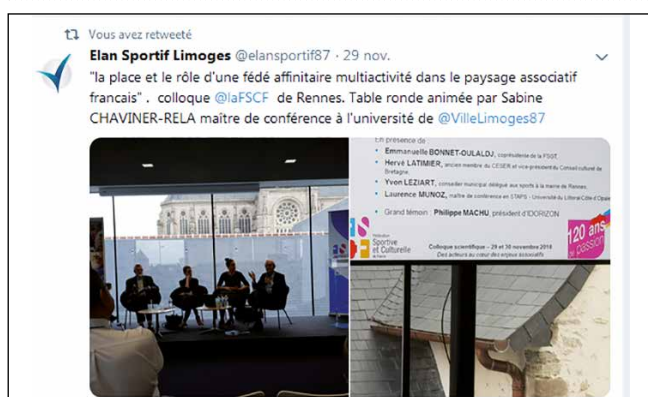 Vous avez retweeté
Elan Sportif Limoges @elansportif87 · 29 nov.
"la place et le rôle d'une fédé affinitaire multiactivité dans le paysage associatif
francais" . colloque @laFSCF de Rennes. Table ronde animée par Sabine
CHAVINER-RELA maître de conférence à l'université de @VilleLimoges87
En présence de
• Emmanuelle BONNET-OULALDJ, coprésidente de la FSGT.
• Hervé LATIMIER, ancien membre du CESER et vice-président du Conseil culturel de
Bretagne.
• Yvon LEZIART, conseiller municipal délégué aux sports à la mairie de Rennes.
• Laurence MUNOZ, maître de conférence en STAPS - Université du Littoral Côte d'Opale
• Grand témoin : Philippe MACHU, président d'IDORIZON
Fédération
Sportive
et Culturelle
de France
Colloque scientifique – 29 et 30 novembre 2018
Des acteurs au cœur des enjeux associatifs
120 ans
de passion